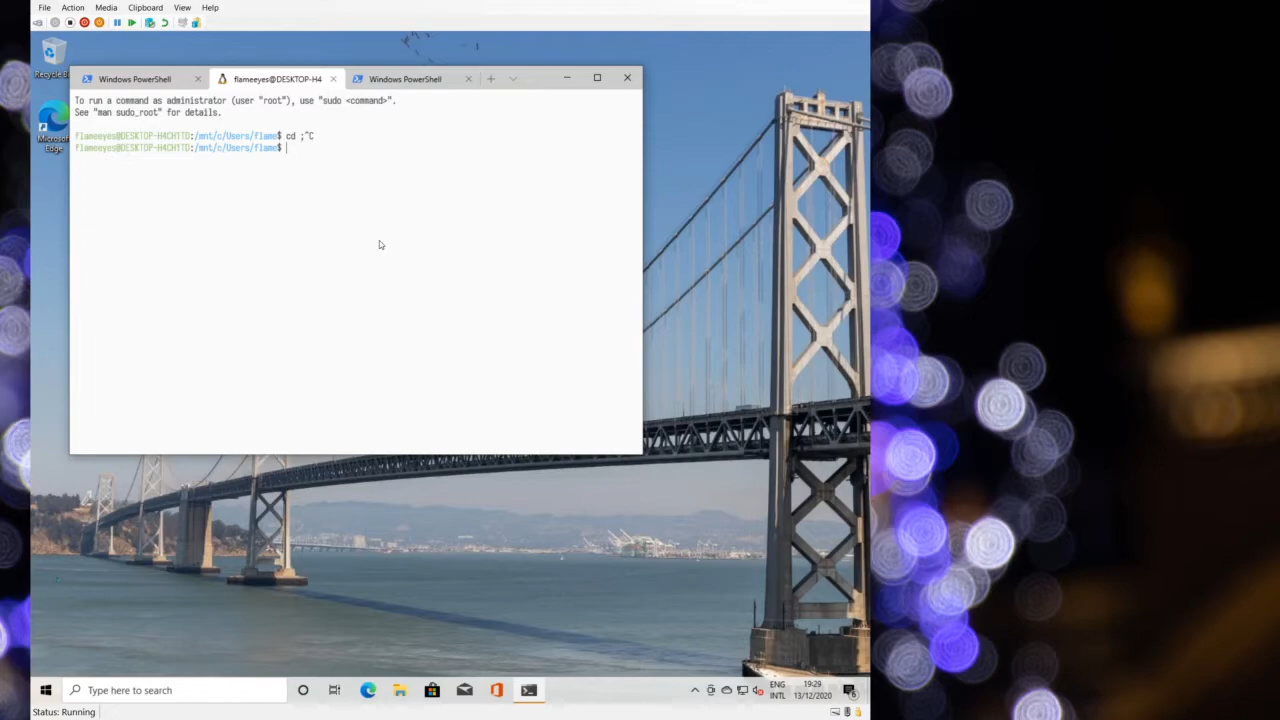 File Action Media Clipboard View Help
Recycle Bi
Windows PowerShell flameeyes@DESKTOP-H4 Windows PowerShell
To run a command as administrator (user "root"), use "sudo <command>".
See "man sudo_root" for details.
flameeyes@DESKTOP-H4CH1TD:/mnt/c/Users/flame$ cd ;^C
flameeyes@DESKTOP-H4CH1TD:/mnt/c/Users/flame$
Microsoft
Edge
Type here to search
ENG
INTL
19:29
13/12/2020
6
Status: Running